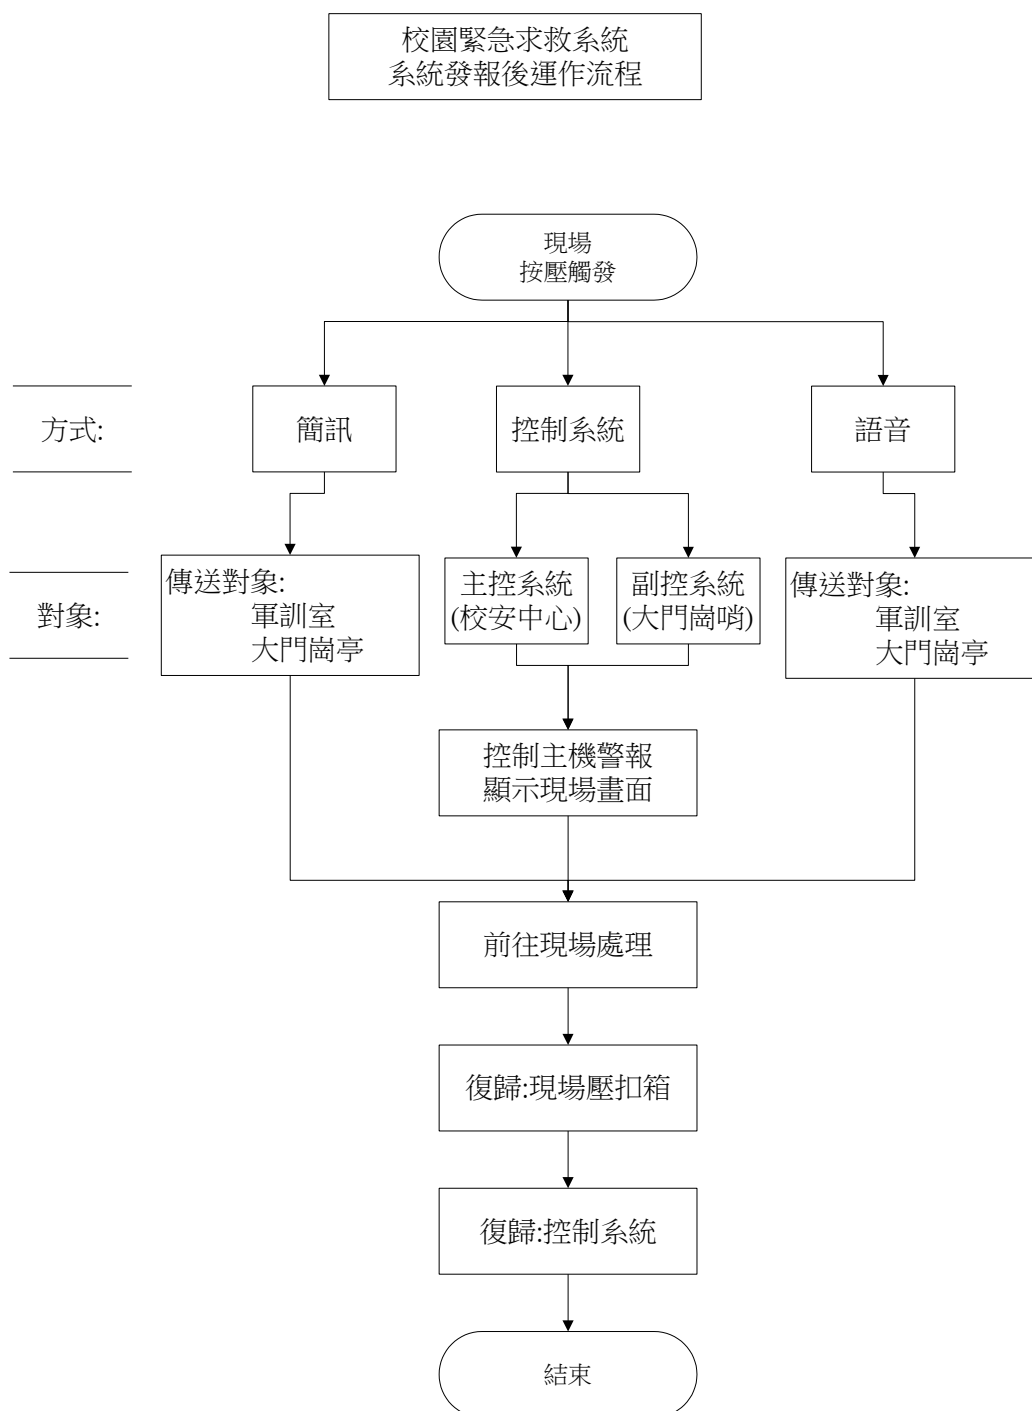 校園緊急求救系統
系統發報後運作流程
現場
按壓觸發
方式:
簡訊
控制系統
語音
對象:
傳送對象:
軍訓室
大門崗亭
主控系統
(校安中心)
副控系統
(大門崗哨)
傳送對象:
軍訓室
大門崗亭
控制主機警報
顯示現場畫面
前往現場處理
復歸:現場壓扣箱
復歸:控制系統
結束